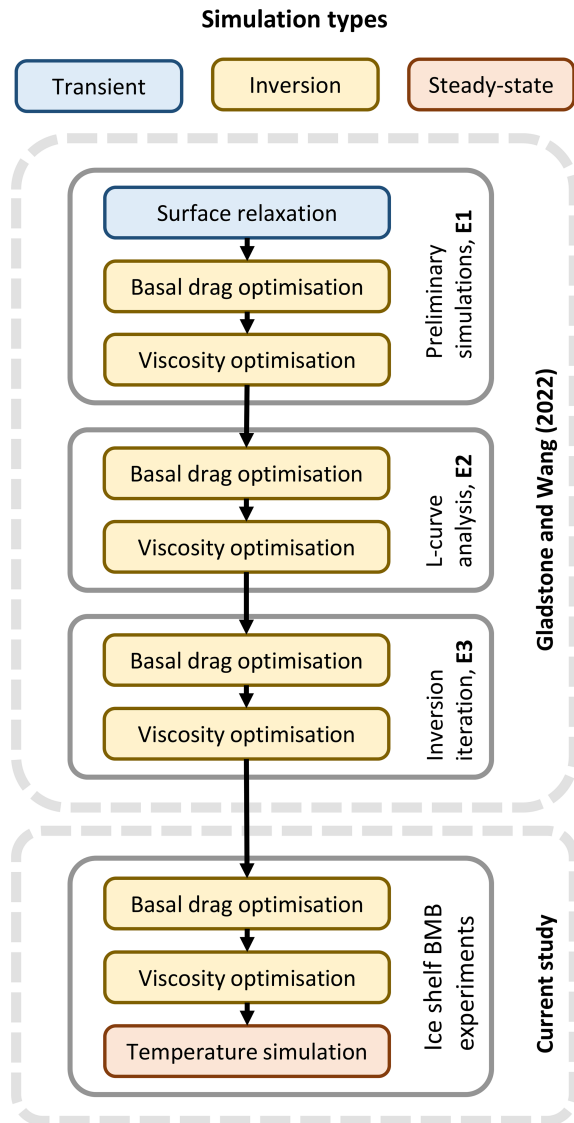 Simulation types
Transient
Inversion
Steady-state
Surface relaxation
Basal drag optimisation
Viscosity optimisation
Preliminary
simulations, E1
Basal drag optimisation
Viscosity optimisation
L-curve
analysis, E2
Basal drag optimisation
Viscosity optimisation
Inversion
iteration, E3
Gladstone and Wang (2022)
Basal drag optimisation
Viscosity optimisation
Temperature simulation
Ice shelf BMB
experiments
Current study